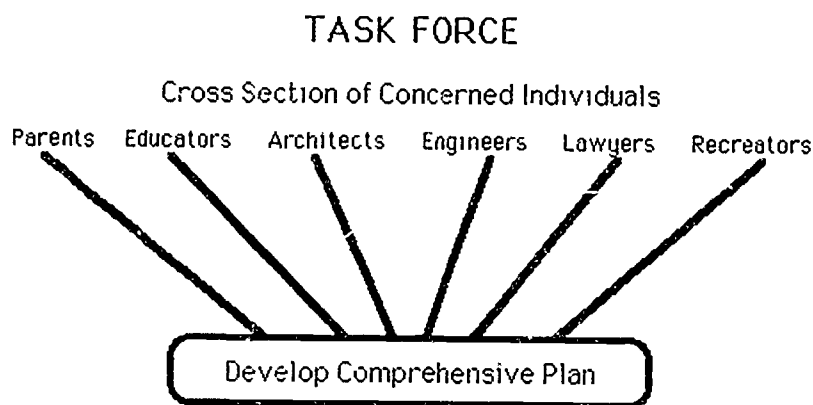 TASK FORCE
Cross Section of Concerned Individuals
Parents Educators Architects Engineers Lawyers Recreators
Develop Comprehensive Plan